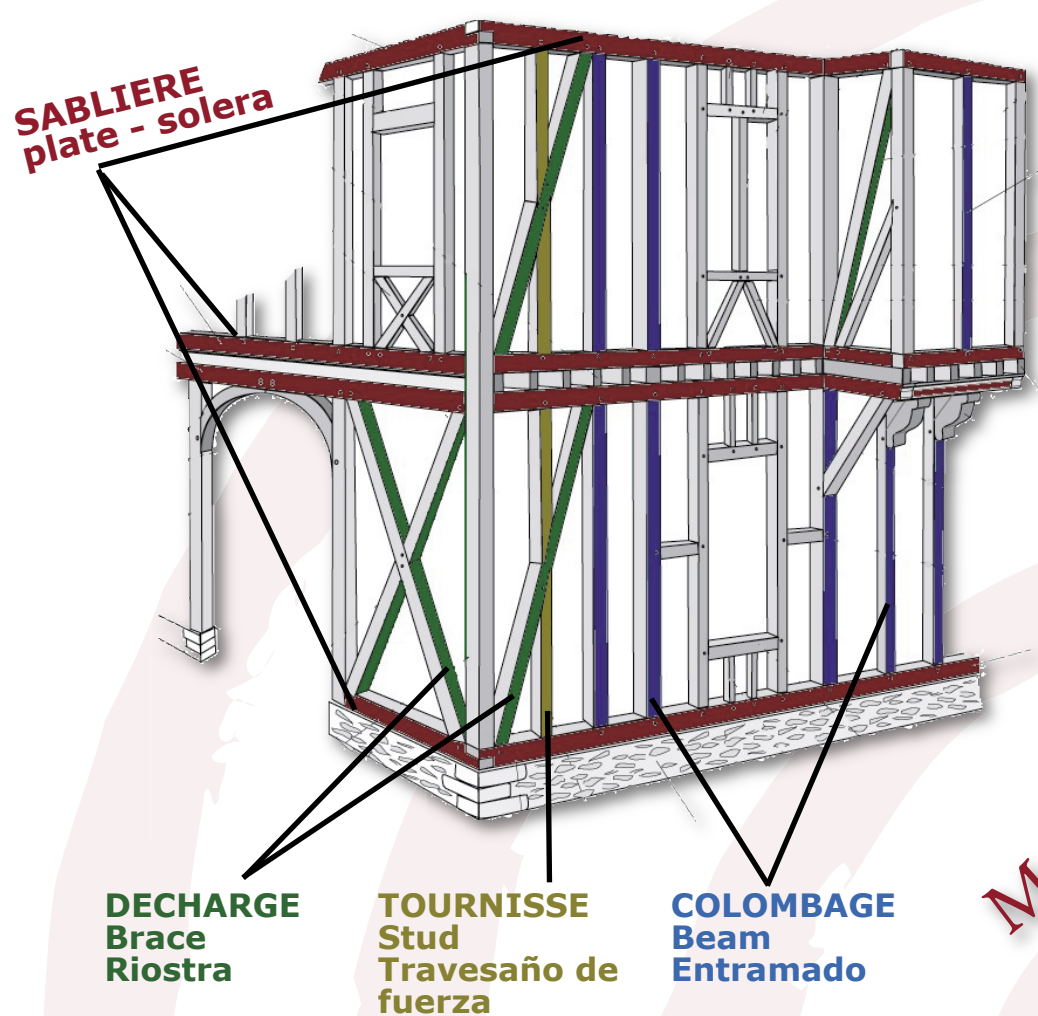 SABLIERE
plate - solera
DECHARGE
Brace
Riostra
TOURNISSE
Stud
Travesaño de
fuerza
COLOMBAGE
Beam
Entramado
M